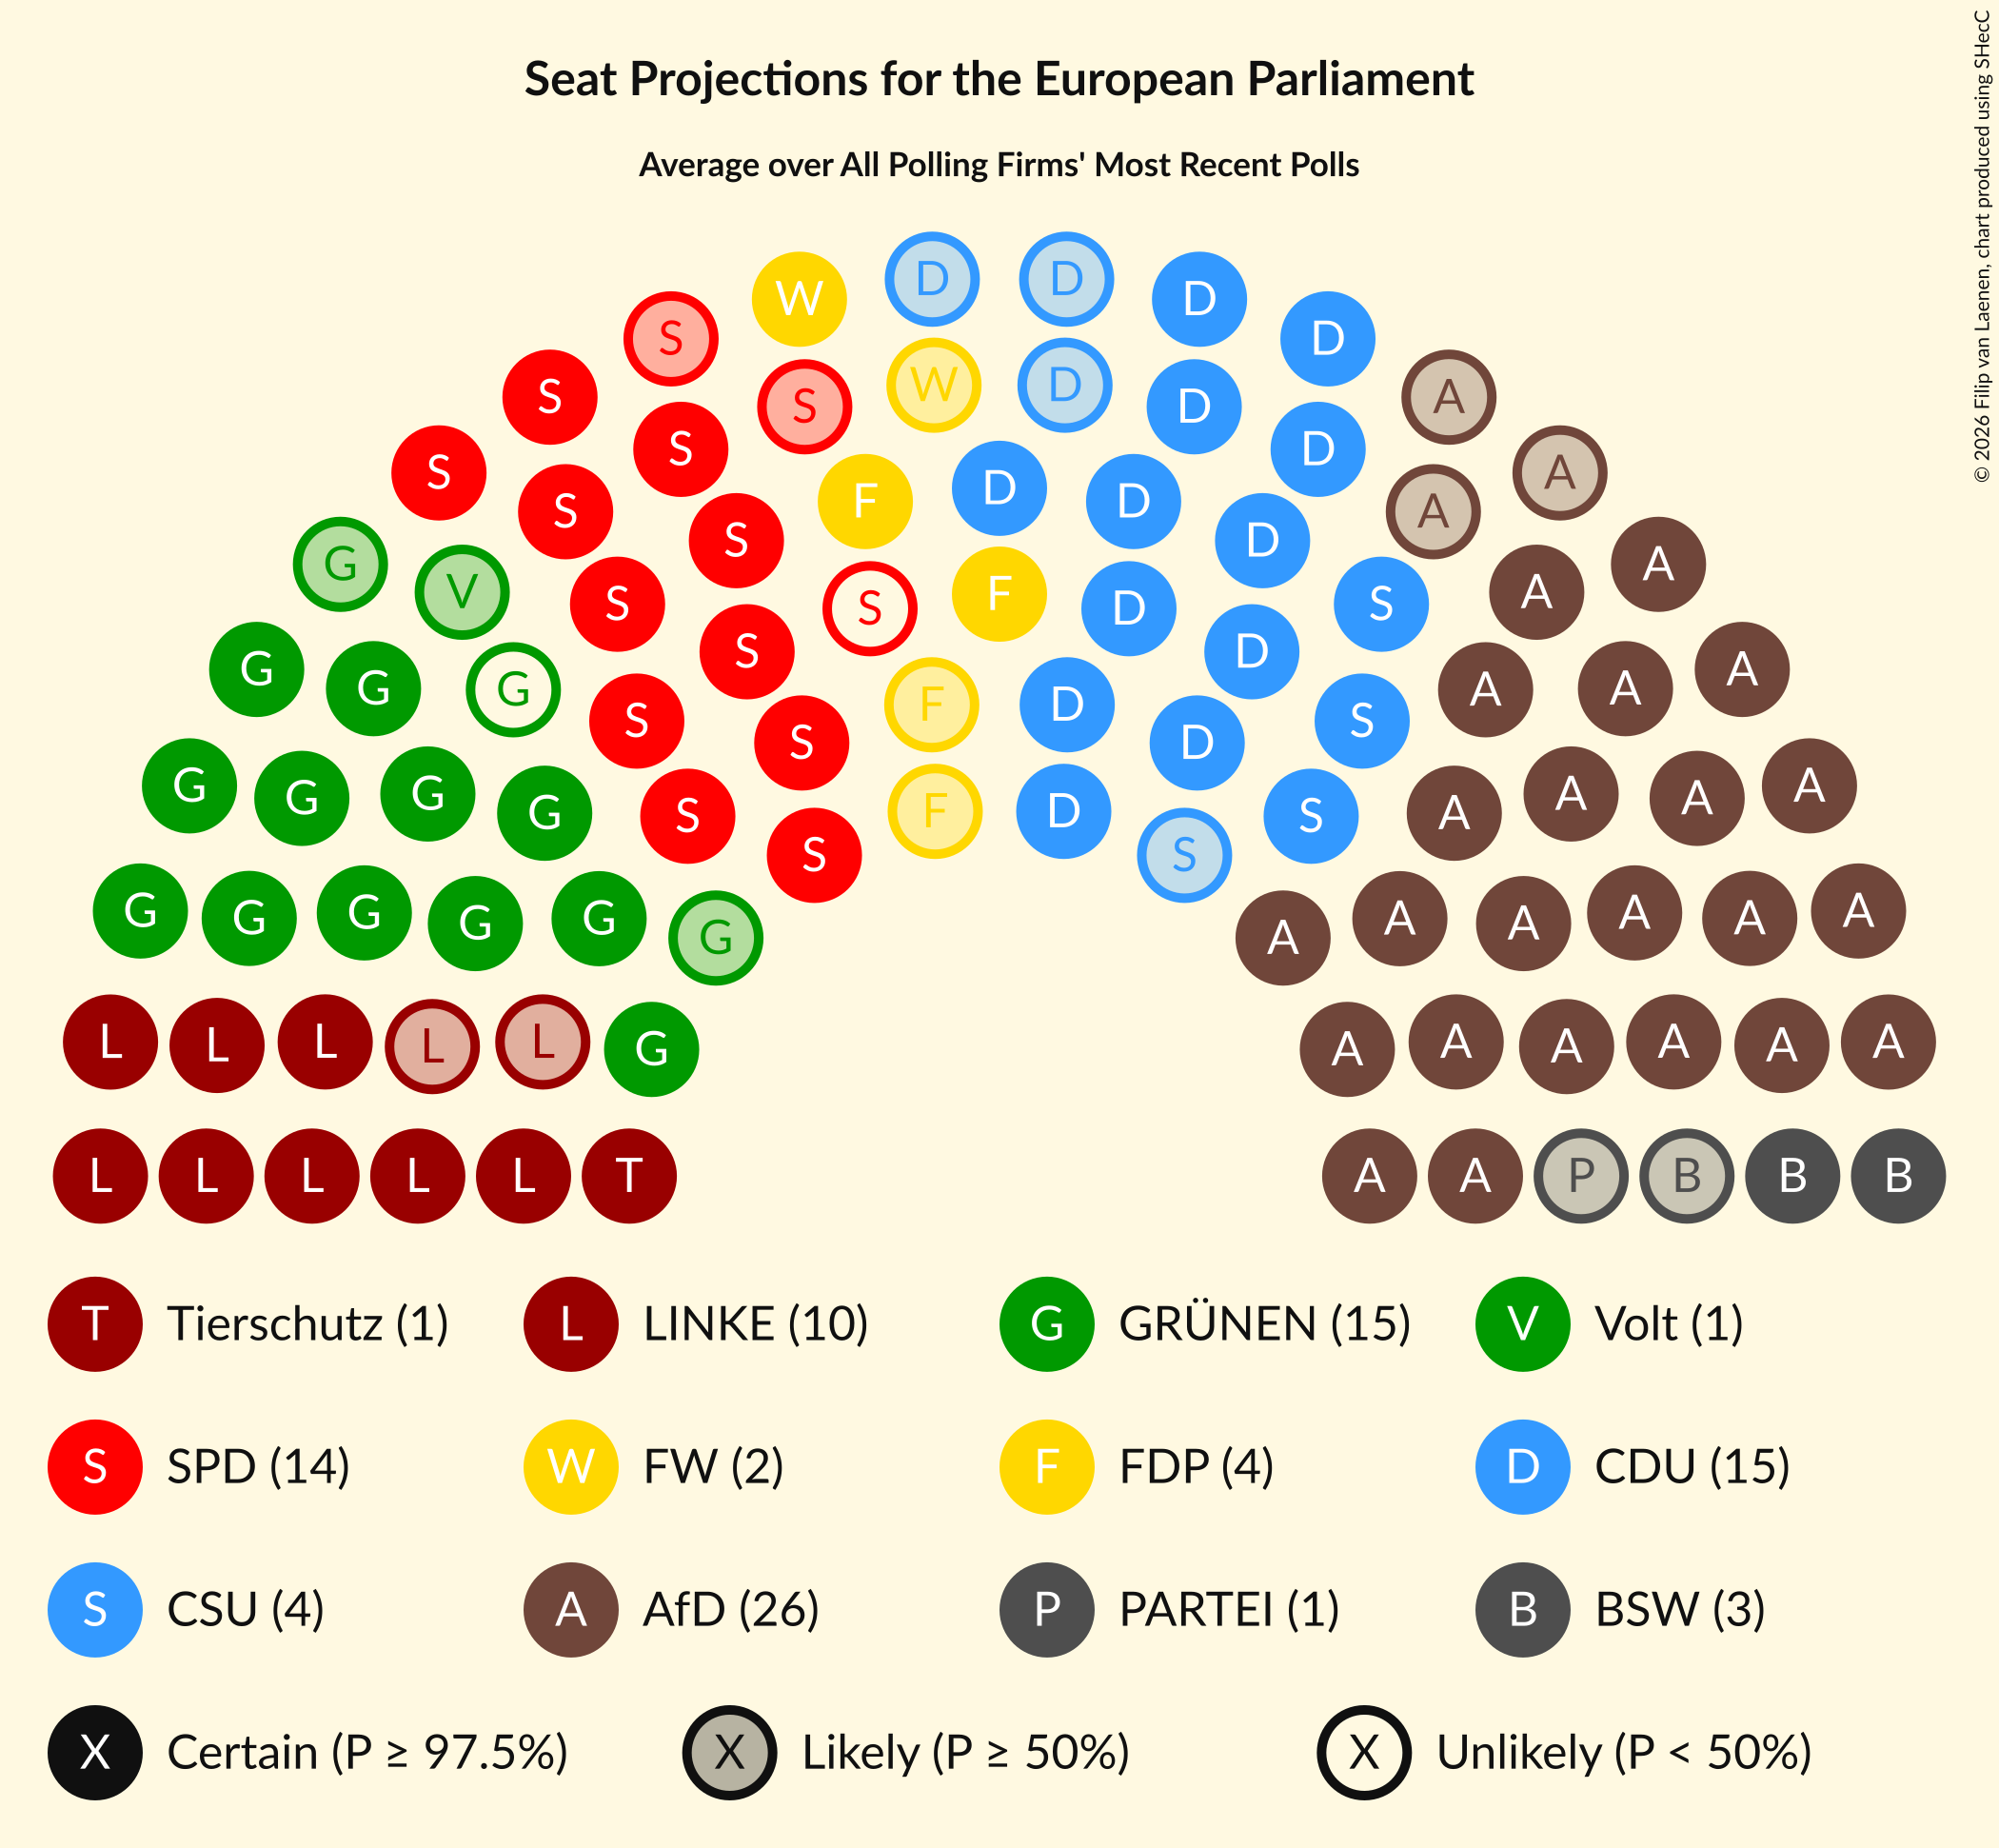 © 2026 Filip van Laenen, chart produced using SHecC
Seat Projections for the European Parliament
Average over All Polling Firms' Most Recent Polls
D D
W D
S D
D
W D
S A
S D
S D
S A
S A
D
F D
S A
S D
G A
V S A
S S
F
S D
S D
G A
G G A A
F D
S S
S D
G A
G G A A
G A
F D
S S
S S
G A
G G A A
G A
G A
G A
L L L A A A
L L A A
L G A
L L L L L T A A P B B B
T Tierschutz (1) L LINKE (10) G GRÜNEN (15) V Volt (1)
S SPD (14) W FW (2) F FDP (4) D CDU (15)
S CSU (4) A AfD (26) P PARTEI (1) B BSW (3)
X Certain (P ≥ 97.5%) X Likely (P ≥ 50%) X Unlikely (P < 50%)